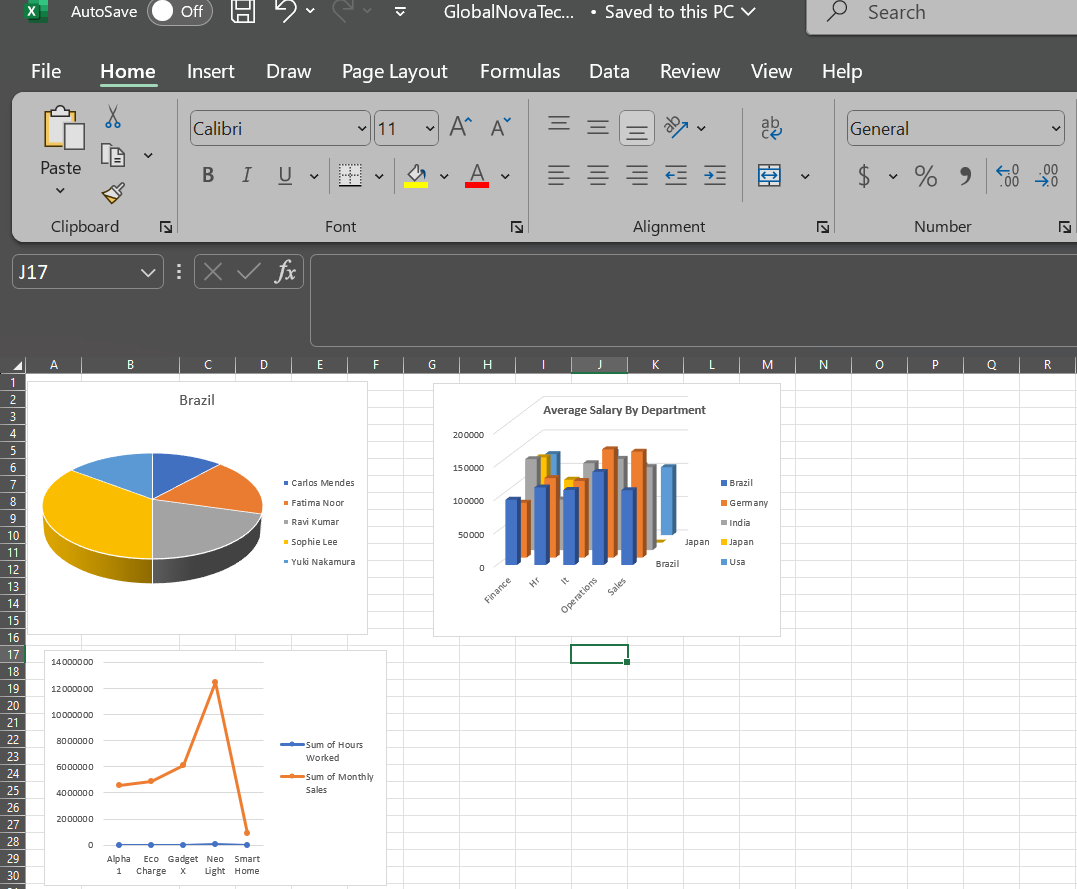 AutoSave Off GlobalNovaTec... • Saved to this PC Search
File Home Insert Draw Page Layout Formulas Data Review View Help
Calibri 11 General
Paste
B I U A $ % 9 .00 .00
Clipboard Font Alignment Number
J17 fx
A B C D E F G H I J K L M N O P Q R
1
2
3
4
5
6
7
8
9
10
11
12
13
14
15
16
17
18
19
20
21
22
23
24
25
26
27
28
29
30
Brazil
Carlos Mendes
Fatima Noor
Ravi Kumar
Sophie Lee
Yuki Nakamura
Average Salary By Department
200000
150000
100000
50000
0
Finance Hr It Operations Sales
Brazil
Japan
Brazil
Germany
India
Japan
Usa
14000000
12000000
10000000
8000000
6000000
4000000
2000000
0
Alpha Eco Gadget Neo Smart
1 Charge X Light Home
Sum of Hours
Worked
Sum of Monthly
Sales